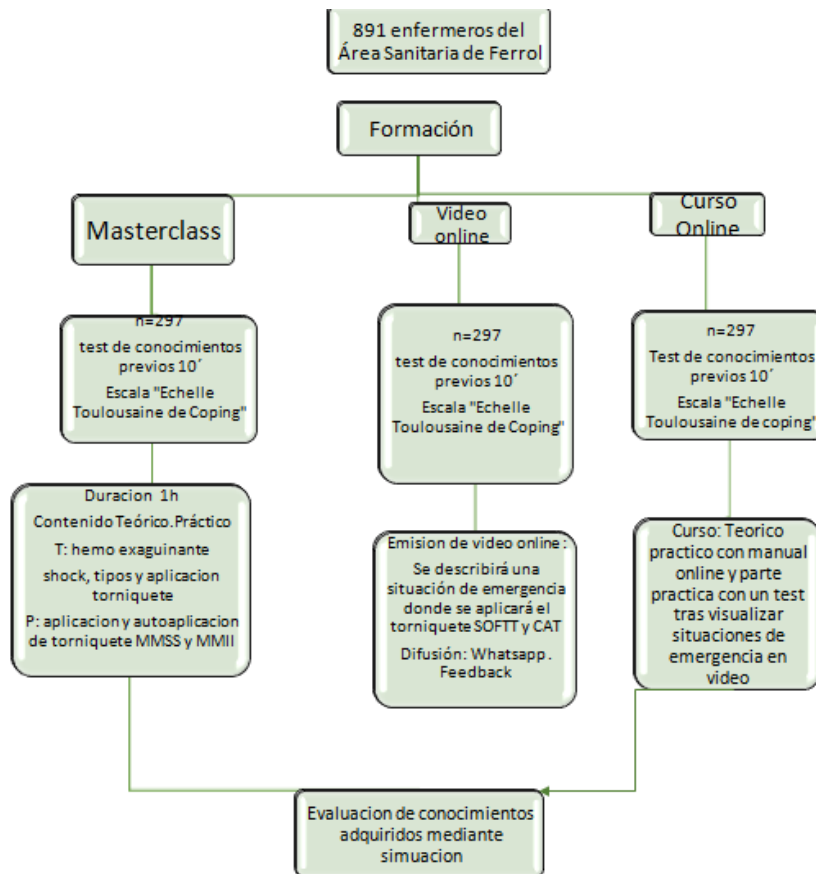 891 enfermeros del
Área Sanitaria de Ferrol
Formación
Masterclass
Video
online
Curso
Online
n=297
test de conocimientos
previos 10´
Escala "Echelle
Toulousaine de Coping"
n=297
test de conocimientos
previos 10´
Escala "Echelle
Toulousaine de Coping"
n=297
Test de conocimientos
previos 10´
Escala "Echelle
Toulousaine de coping"
Duracion 1h
Contenido Teórico.Práctico
T: hemo exaguinante
shock, tipos y aplicacion
torniquete
P: aplicacion y autoaplicacion
de torniquete MMSS y MMII
Emision de video online:
Se describirá una
situación de emergencia
donde se aplicará el
torniquete SOFTT y CAT
Difusión: Whatsapp.
Feedback
Curso: Teorico
practico con manual
online y parte
practica con un test
tras visualizar
situaciones de
emergencia en
video
Evaluacion de conocimientos
adquiridos mediante
simuacion